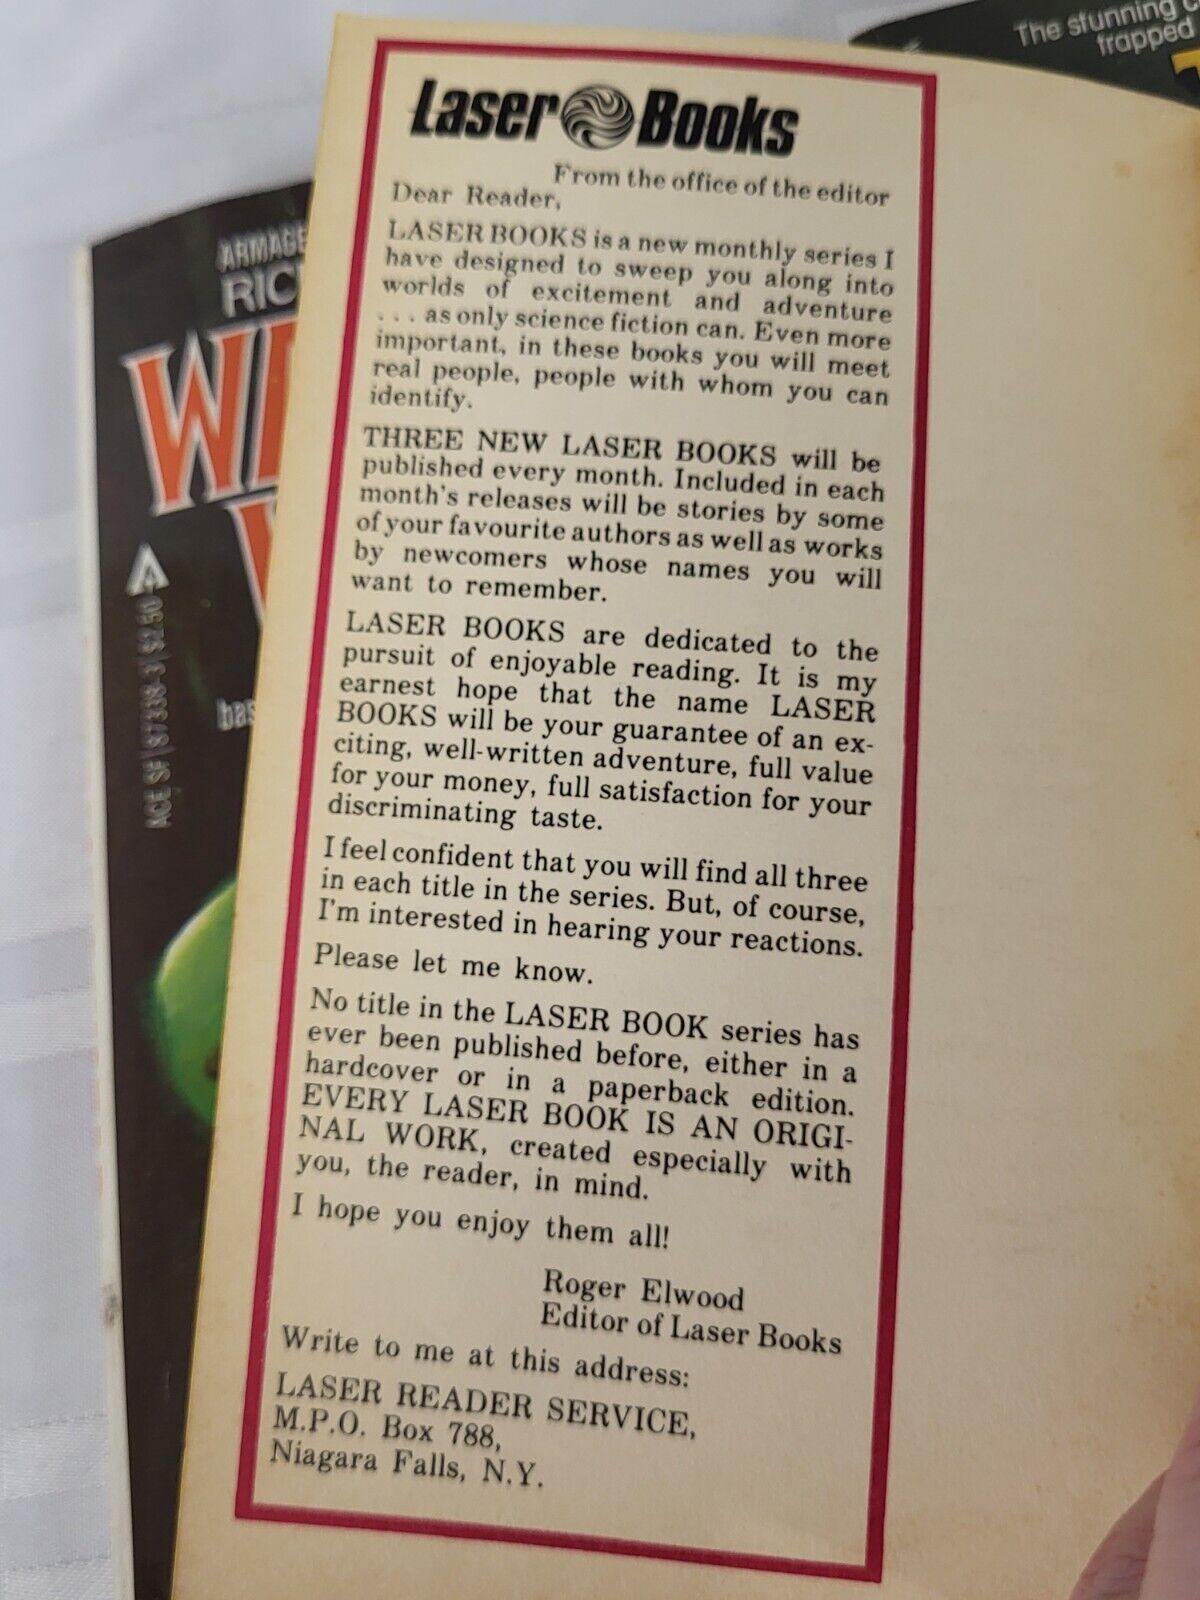 The stunning
trapped
Laser Books
From the office of the editor
Dear Reader,
LASER BOOKS is a new monthly series I
have designed to sweep you along into
worlds of excitement and adventure
. . . as only science fiction can. Even more
important, in these books you will meet
real people, people with whom you can
identify.
THREE NEW LASER BOOKS will be
published every month. Included in each
month's releases will be stories by some
of your favourite authors as well as works
by newcomers whose names you will
want to remember.
LASER BOOKS are dedicated to the
pursuit of enjoyable reading. It is my
earnest hope that the name LASER
BOOKS will be your guarantee of an ex-
citing, well-written adventure, full value
for your money, full satisfaction for your
discriminating taste.
I feel confident that you will find all three
in each title in the series. But, of course,
I'm interested in hearing your reactions.
Please let me know.
No title in the LASER BOOK series has
ever been published before, either in a
hardcover or in a paperback edition.
EVERY LASER BOOK IS AN ORIGI-
NAL WORK, created especially with
you, the reader, in mind.
I hope you enjoy them all!
Roger Elwood
Editor of Laser Books
Write to me at this address:
LASER READER SERVICE,
M.P.O. Box 788,
Niagara Falls, N.Y.
ARMAGE
RIC
WA
bas
ACE SF | 87338-3 | $2.50